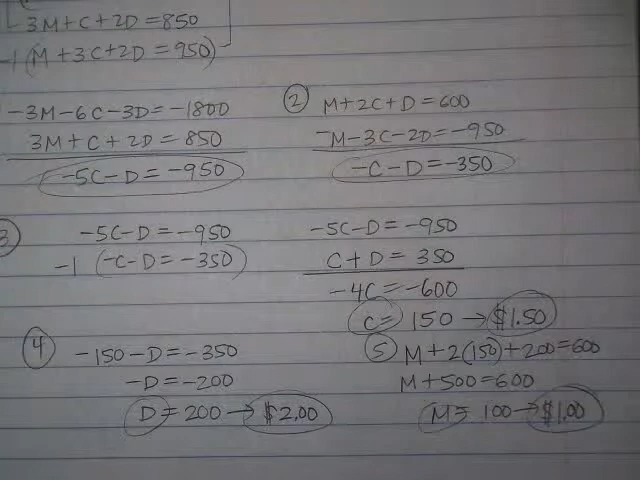 3M+C+2D=850
-1(M+3C+2D=950)
-3M-6C-3D=-1800
3M+C+2D=850
-5C-D=-950
② M+2C+D=600
-M-3C-2D=-950
-C-D=-350
3 -5C-D=-950
-1 (-C-D=-350)
-5C-D=-950
C+D=350
-4C=-600
C=150→$1.50
④ -150-D=-350
-D=-200
D=200→$2.00
⑤ M+2(150)+200=600
M+500=600
M=100→$1.00